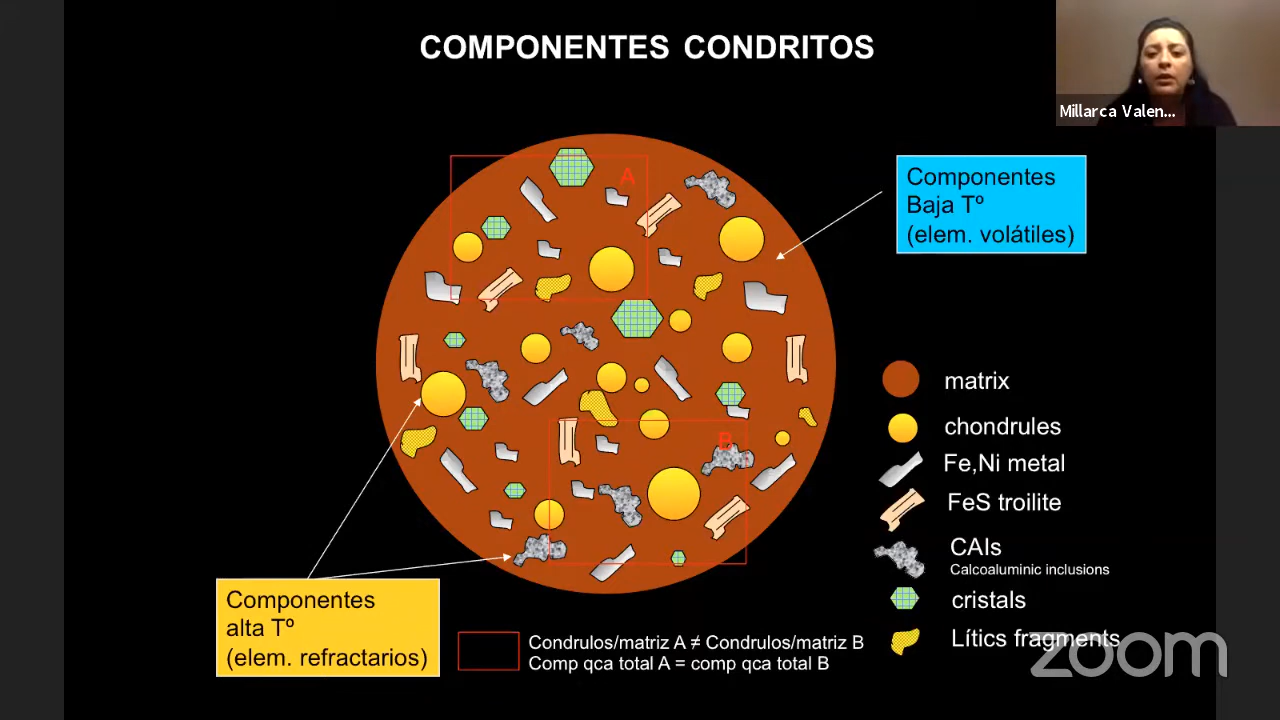 COMPONENTES CONDRITOS
Millarca Valen...
A
Componentes
Baja Tº
(elem. volátiles)
B
matrix
chondrules
Fe,Ni metal
FeS troilite
CAIs
Calcoaluminic inclusions
cristals
Lítics fragments
Componentes
alta Tº
(elem. refractarios)
Condrulos/matriz A ≠ Condrulos/matriz B
Comp qca total A = comp qca total B
zoom